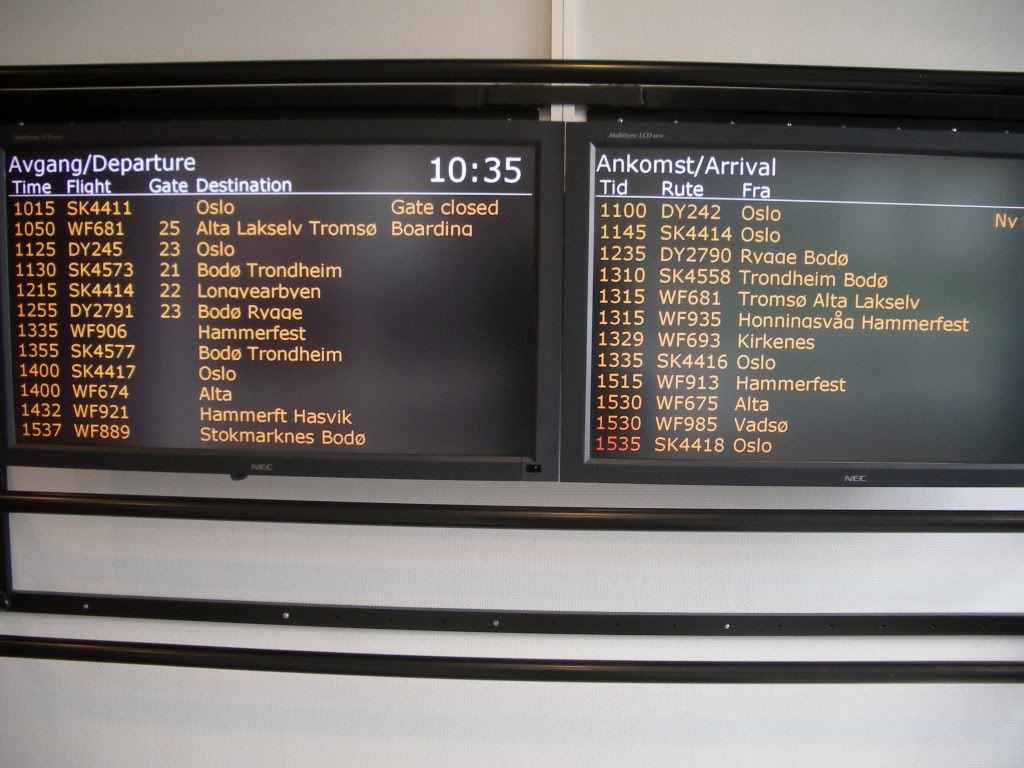 MultiSync LCD
Avgang/Departure 10:35
Time Flight Gate Destination
1015 SK4411 Oslo Gate closed
1050 WF681 25 Alta Lakselv Tromsø Boarding
1125 DY245 23 Oslo
1130 SK4573 21 Bodø Trondheim
1215 SK4414 22 Longyearbyen
1255 DY2791 23 Bodø Rygge
1335 WF906 Hammerfest
1355 SK4577 Bodø Trondheim
1400 SK4417 Oslo
1400 WF674 Alta
1432 WF921 Hammerft Hasvik
1537 WF889 Stokmarknes Bodø
NEC
MultiSync LCD
Ankomst/Arrival
Tid Rute Fra
1100 DY242 Oslo Nv
1145 SK4414 Oslo
1235 DY2790 Rygge Bodø
1310 SK4558 Trondheim Bodø
1315 WF681 Tromsø Alta Lakselv
1315 WF935 Honningsvåg Hammerfest
1329 WF693 Kirkenes
1335 SK4416 Oslo
1515 WF913 Hammerfest
1530 WF675 Alta
1530 WF985 Vadsø
1535 SK4418 Oslo
NEC